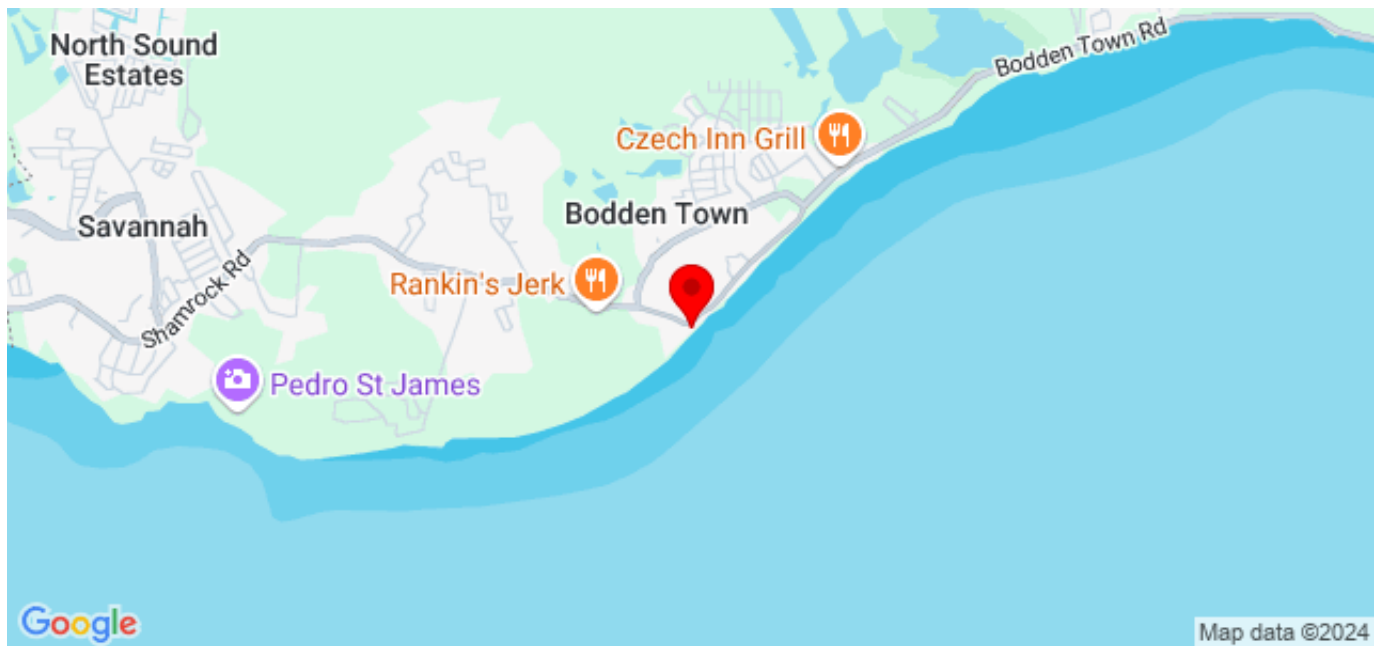 North Sound
Estates
Bodden Town Rd
Czech Inn Grill
Bodden Town
Savannah
Shamrock Rd
Rankin's Jerk
Pedro St James
Google
Map data ©2024